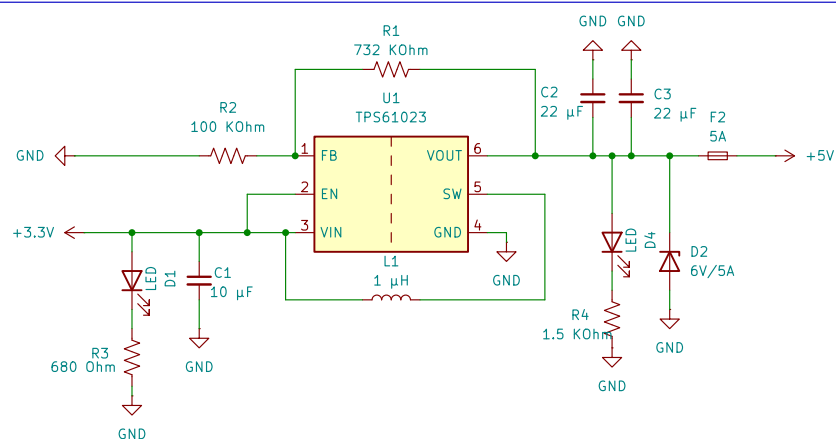 GND GND
R1
732 KOhm
C2
22 µF
C3
22 µF
U1
TPS61023
R2
100 KOhm
F2
5A
GND
1
FB
VOUT
6
+5V
2
EN
SW
5
+3.3V
3
VIN
GND
4
LED
D1
C1
10 µF
L1
1 µH
GND
LED
D4
D2
6V/5A
R4
1.5 KOhm
R3
680 Ohm
GND
GND
GND
GND